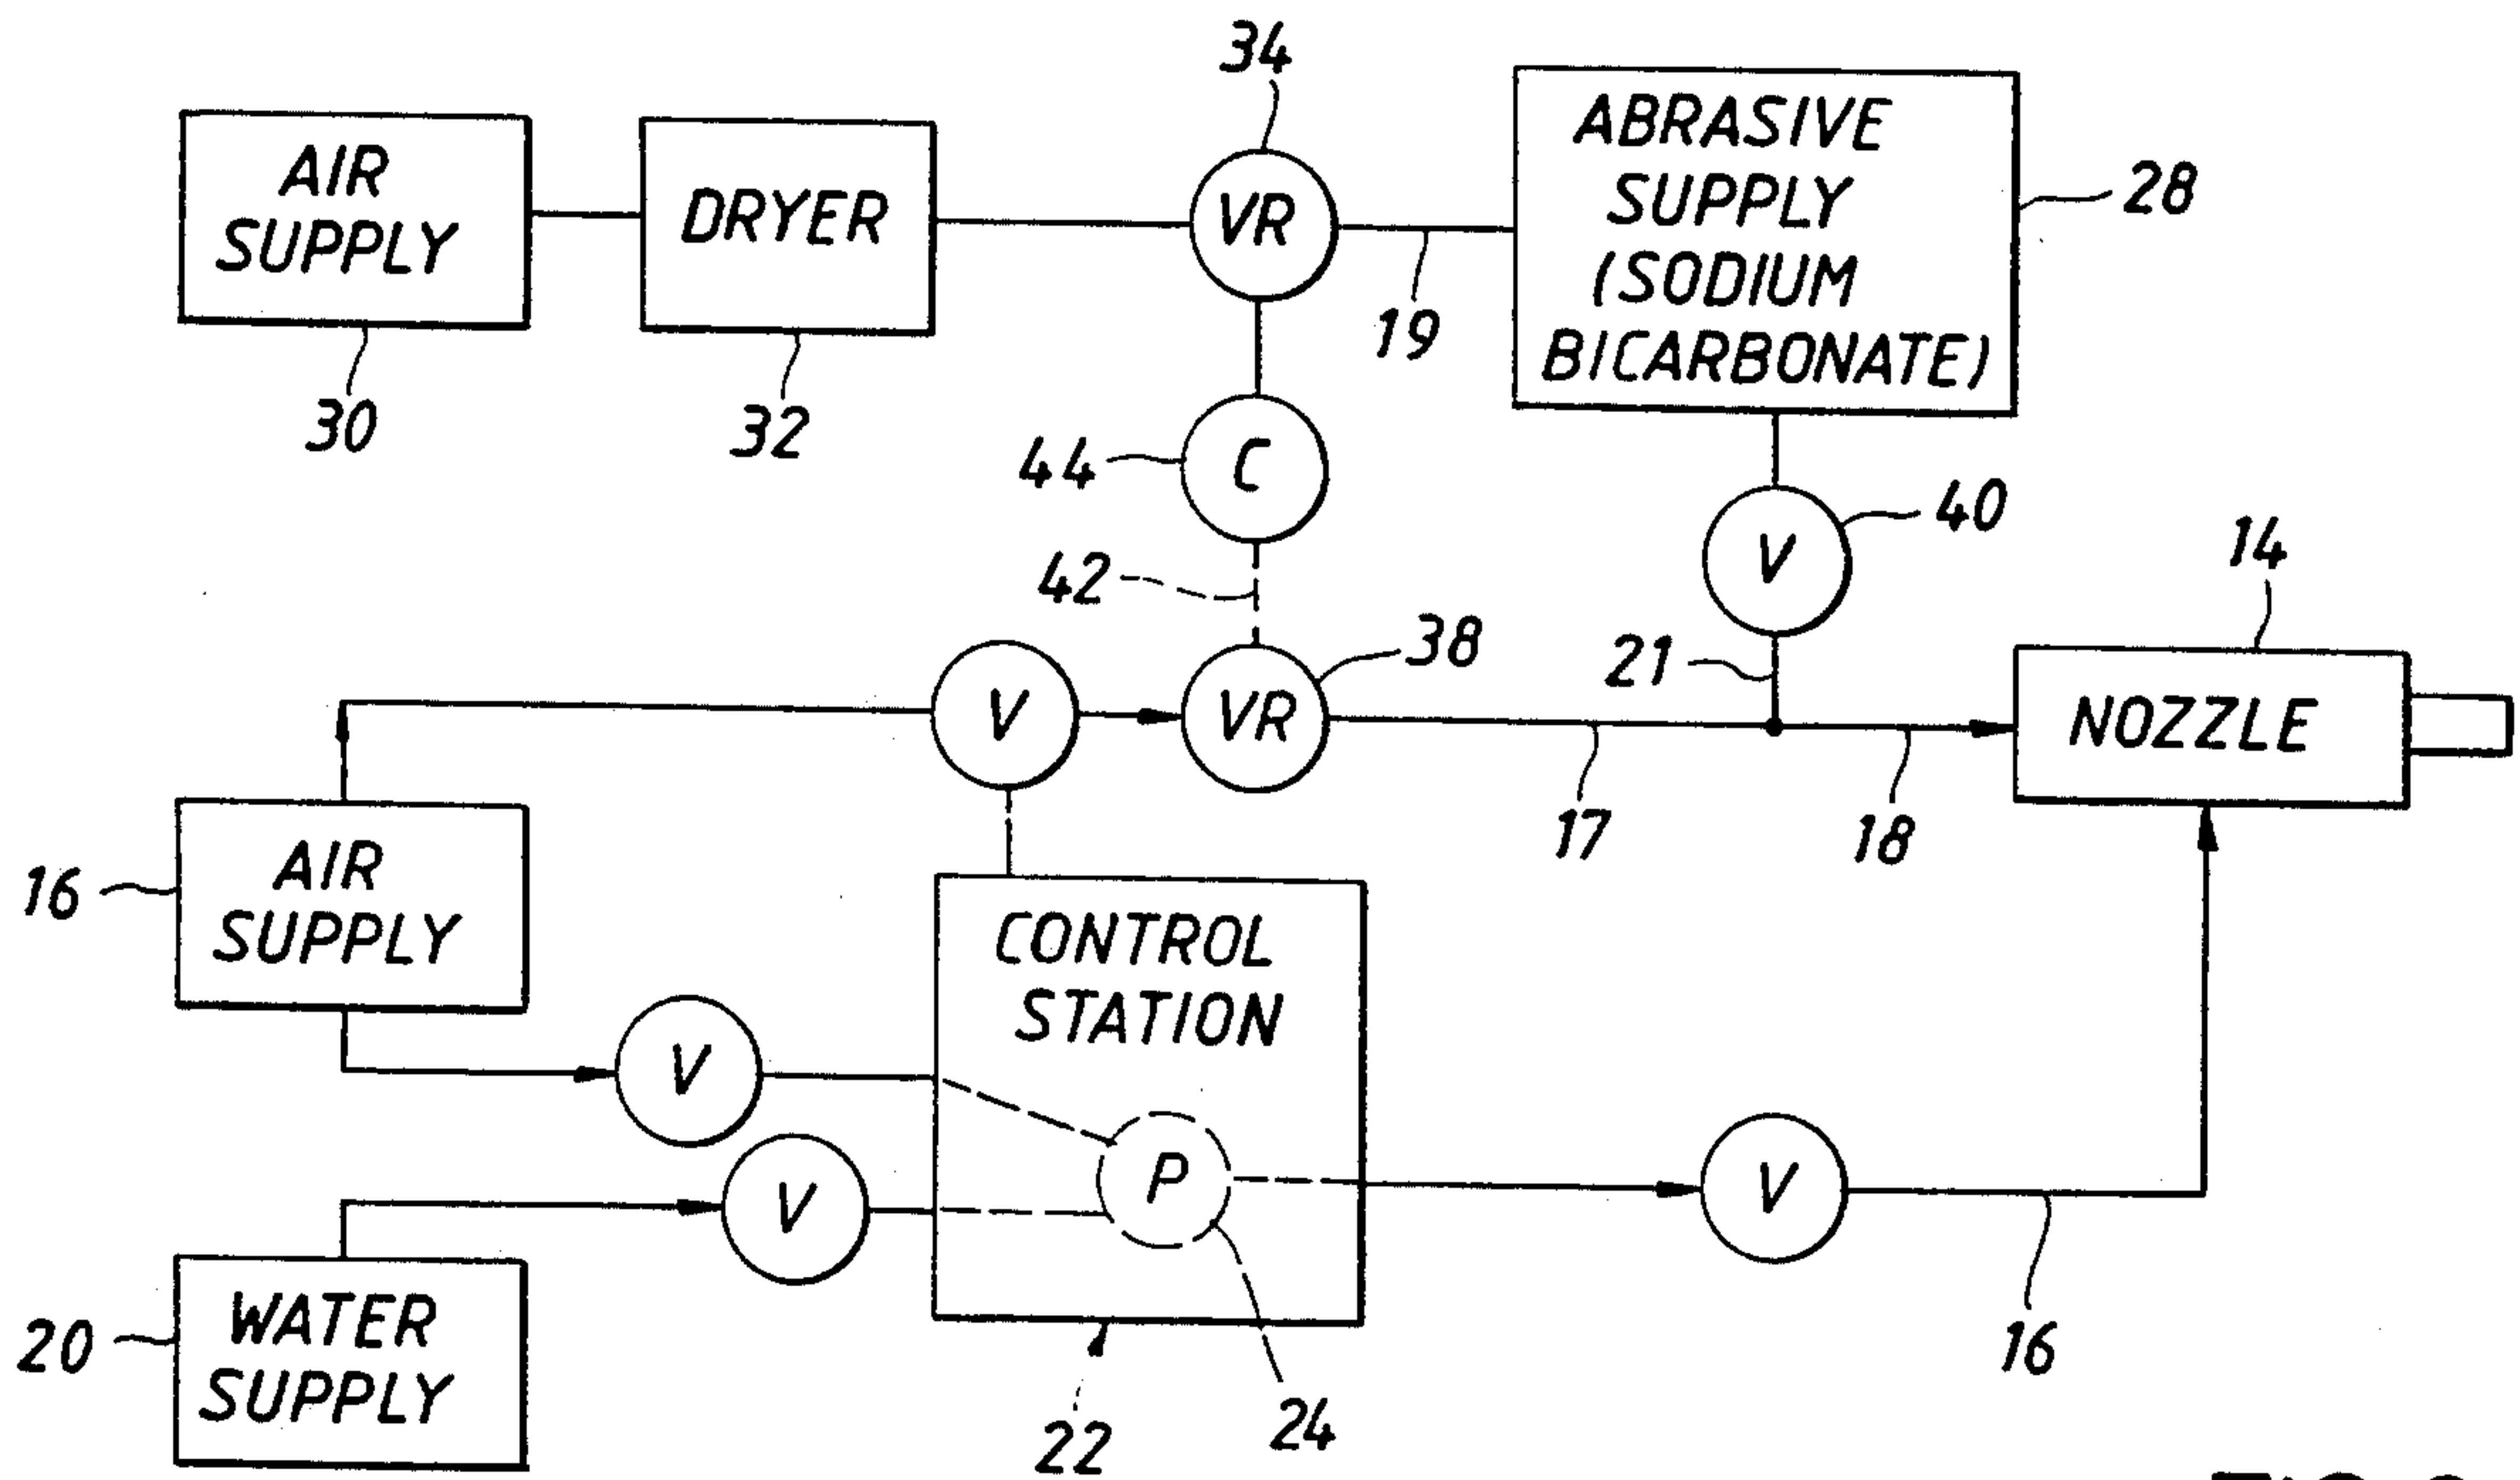 34
AIR
SUPPLY
DRYER
VR
ABRASIVE
SUPPLY
(SODIUM
BICARBONATE)
28
19
30
32
44
C
40
V
42
14
38
21
V
VR
NOZZLE
17
18
16
AIR
SUPPLY
CONTROL
STATION
V
V
P
V
20
WATER
SUPPLY
16
22
24